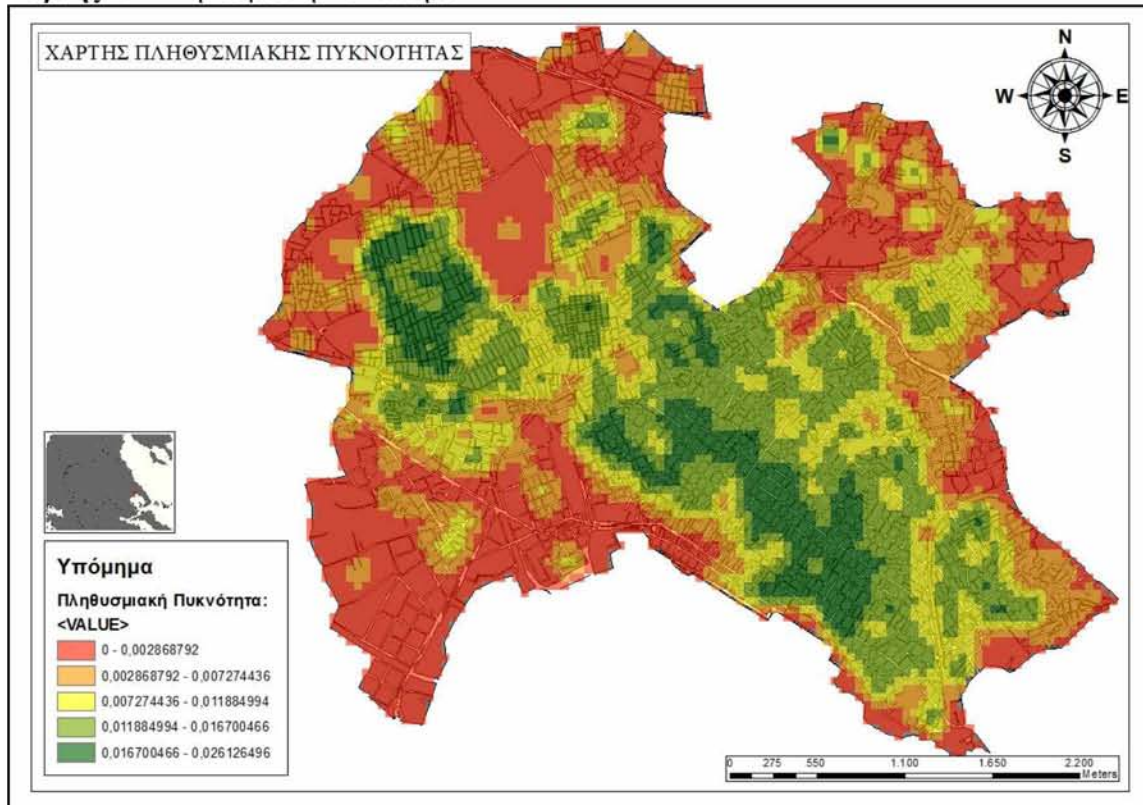 ΧΑΡΤΗΣ ΠΛΗΘΥΣΜΙΑΚΗΣ ΠΥΚΝΟΤΗΤΑΣ
N
W E
S
Υπόμημα
Πληθυσμιακή Πυκνότητα:
<VALUE>
0 - 0,002868792
0,002868792 - 0,007274436
0,007274436 - 0,011884994
0,011884994 - 0,016700466
0,016700466 - 0,026126496
0 275 550 1.100 1.650 2.200
Meters